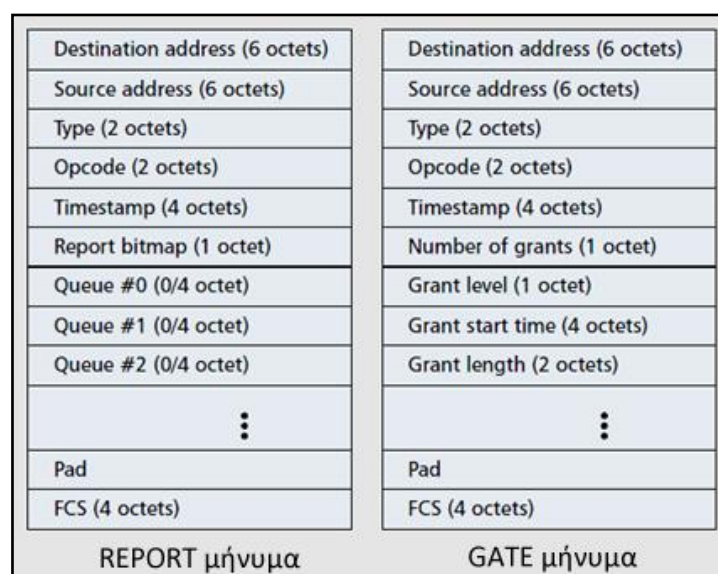 Destination address (6 octets)
Source address (6 octets)
Type (2 octets)
Opcode (2 octets)
Timestamp (4 octets)
Report bitmap (1 octet)
Queue #0 (0/4 octet)
Queue #1 (0/4 octet)
Queue #2 (0/4 octet)
Pad
FCS (4 octets)
REPORT μήνυμα
Destination address (6 octets)
Source address (6 octets)
Type (2 octets)
Opcode (2 octets)
Timestamp (4 octets)
Number of grants (1 octet)
Grant level (1 octet)
Grant start time (4 octets)
Grant length (2 octets)
Pad
FCS (4 octets)
GATE μήνυμα